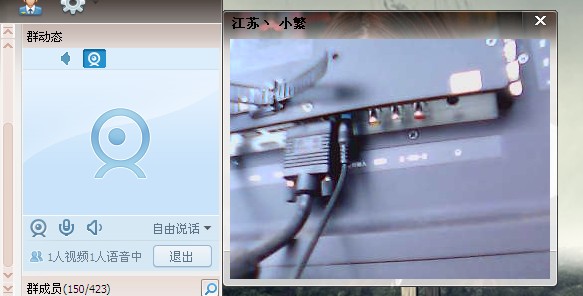 群动态
自由说话
1人视频1人语音中
退出
群成员(150/423)
江苏丶 小繁